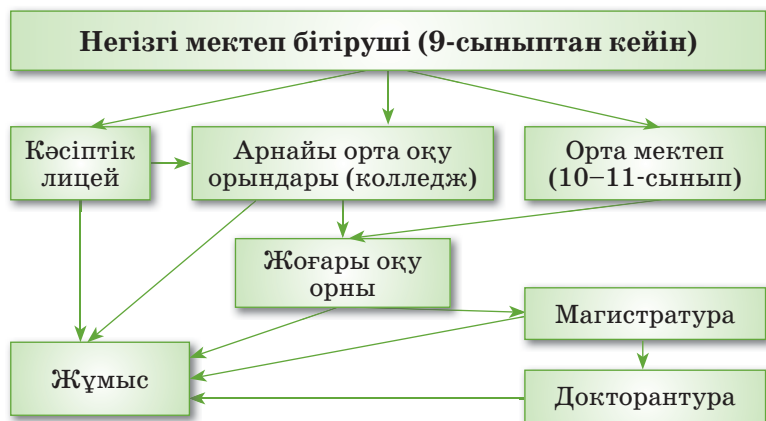 Негізгі мектеп бітіруші (9-сыныптан кейін)
Кәсіптік
лицей
Арнайы орта оқу
орындары (колледж)
Орта мектеп
(10–11-сынып)
Жоғары оқу
орны
Магистратура
Жұмыс
Докторантура